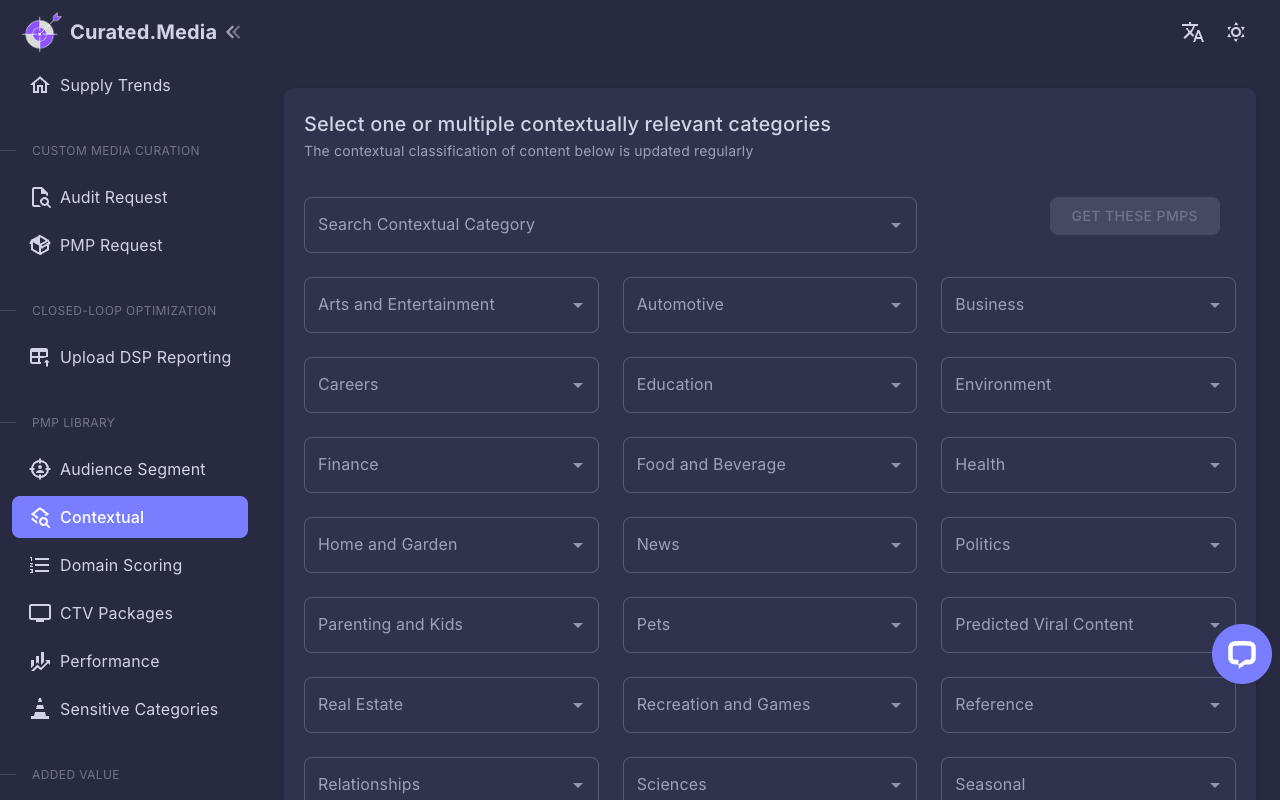 Curated.Media
Supply Trends
CUSTOM MEDIA CURATION
Audit Request
PMP Request
CLOSED-LOOP OPTIMIZATION
Upload DSP Reporting
PMP LIBRARY
Audience Segment
Contextual
Domain Scoring
CTV Packages
Performance
Sensitive Categories
ADDED VALUE
Select one or multiple contextually relevant categories
The contextual classification of content below is updated regularly
Search Contextual Category
GET THESE PMPS
Arts and Entertainment
Automotive
Business
Careers
Education
Environment
Finance
Food and Beverage
Health
Home and Garden
News
Politics
Parenting and Kids
Pets
Predicted Viral Content
Real Estate
Recreation and Games
Reference
Relationships
Sciences
Seasonal